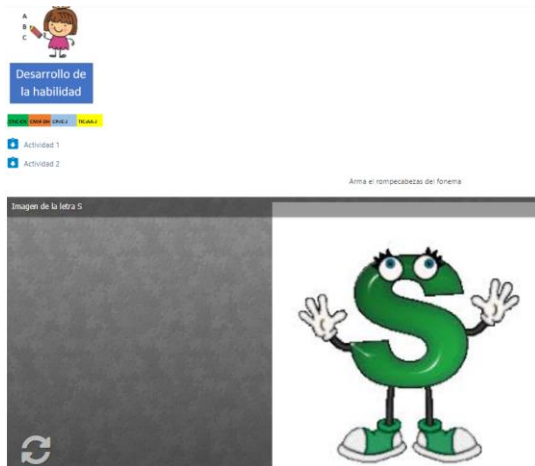 A
B
C
Desarrollo de
la habilidad
Actividad 1
Actividad 2
Arma el rompecabezas del fonema
Imagen de la letra S
S